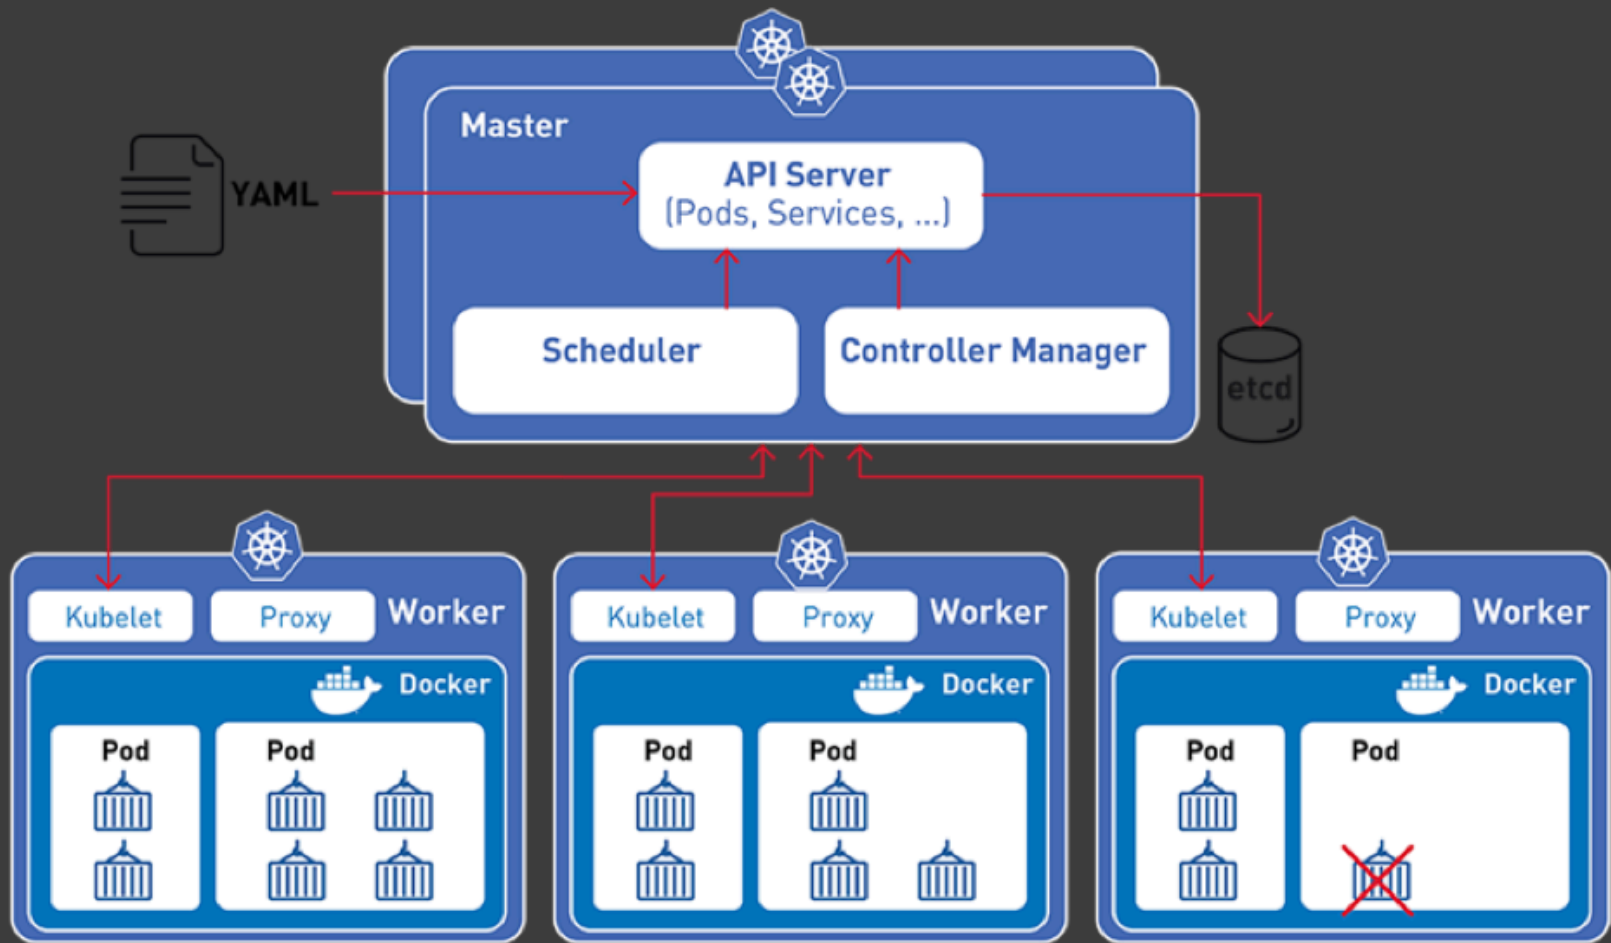 Master
YAML
API Server
(Pods, Services, ...)
Scheduler
Controller Manager
etcd
Kubelet
Proxy
Worker
Docker
Pod
Pod
Kubelet
Proxy
Worker
Docker
Pod
Pod
Kubelet
Proxy
Worker
Docker
Pod
Pod